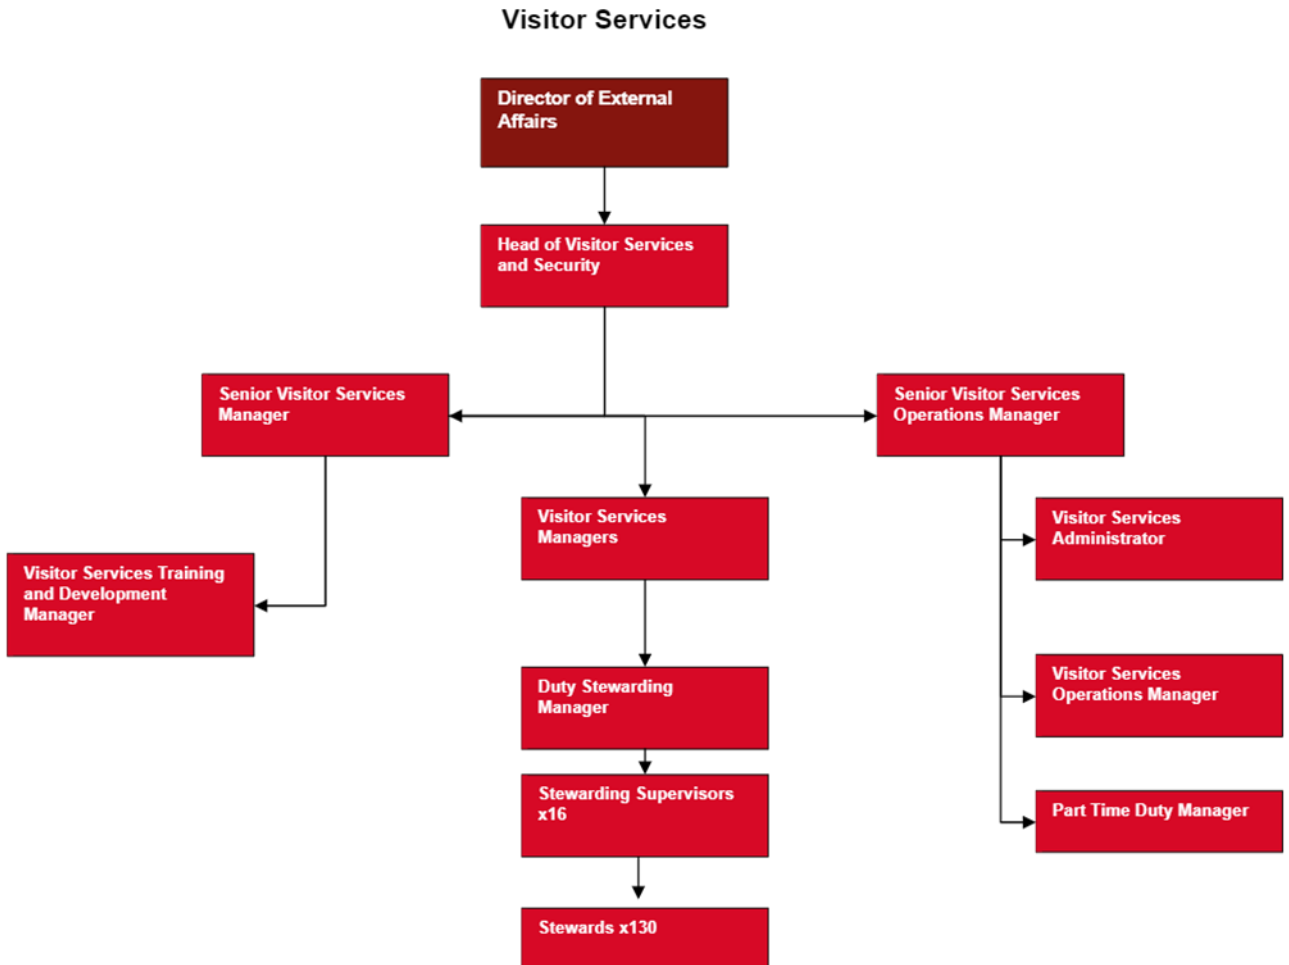 Visitor Services
Director of External
Affairs
Head of Visitor Services
and Security
Senior Visitor Services
Manager
Senior Visitor Services
Operations Manager
Visitor Services
Managers
Visitor Services
Administrator
Visitor Services Training
and Development
Manager
Duty Stewarding
Manager
Visitor Services
Operations Manager
Stewarding Supervisors
x16
Part Time Duty Manager
Stewards x130